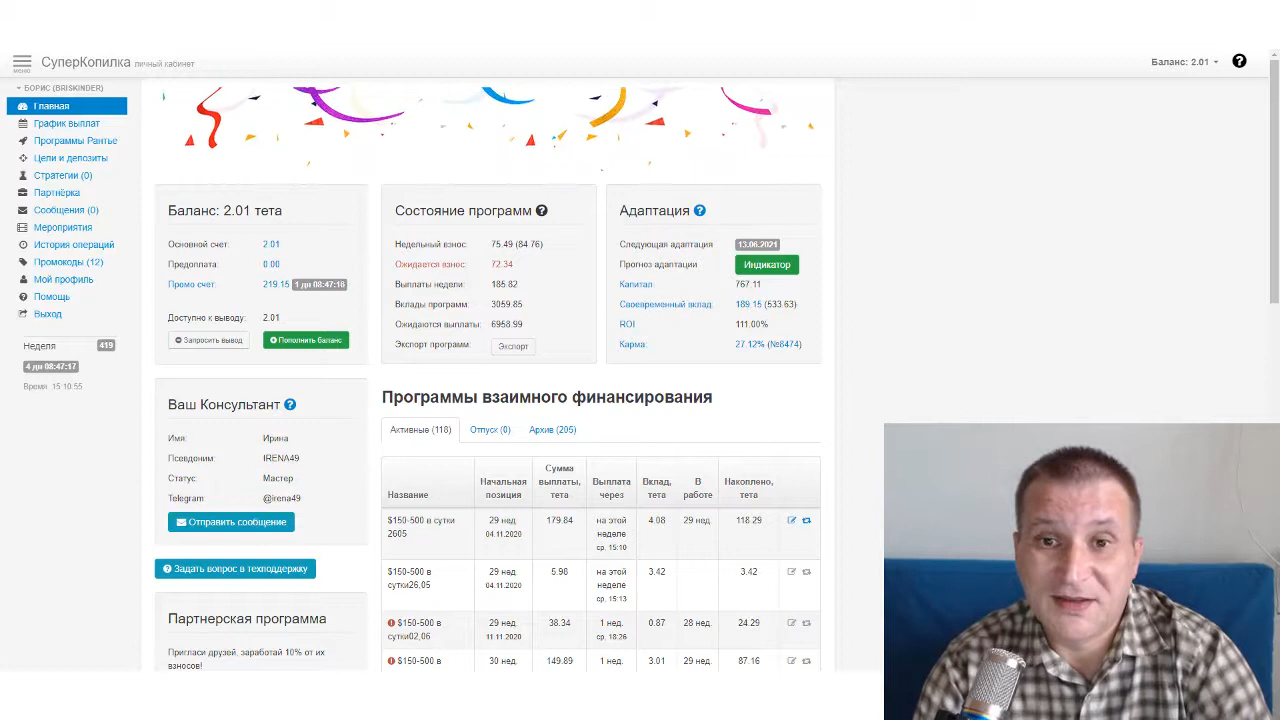 СуперКопилка личный кабинет
Баланс: 2.01
меню
БОРИС (BRISKINDER)
Главная
График выплат
Программы Рантье
Цели и депозиты
Стратегии (0)
Партнёрка
Сообщения (0)
Мероприятия
История операций
Промокоды (12)
Мой профиль
Помощь
Выход
Неделя 419
4 дн 08:47:17
Время 15:10:55
Баланс: 2.01 тета
Основной счет: 2.01
Предоплата: 0.00
Промо счет: 219.15 1 дн 08:47:18
Доступно к выводу: 2.01
Запросить вывод Пополнить баланс
Состояние программ
Недельный взнос: 75.49 (84.76)
Ожидается взнос: 72.34
Выплаты недели: 185.82
Вклады программ: 3059.85
Ожидаются выплаты: 6958.99
Экспорт программ: Экспорт
Адаптация
Следующая адаптация 13.06.2021
Прогноз адаптации Индикатор
Капитал: 767.11
Своевременный вклад: 189.15 (533.63)
ROI 111.00%
Карма: 27.12% (№8474)
Ваш Консультант
Имя: Ирина
Псевдоним: IRENA49
Статус: Мастер
Telegram: @irena49
Отправить сообщение
Задать вопрос в техподдержку
Партнерская программа
Пригласи друзей, заработай 10% от их
взносов!
Программы взаимного финансирования
Активные (118) Отпуск (0) Архив (205)
Название Начальная позиция Сумма выплаты, тета Выплата через Вклад, тета В работе Накоплено, тета
$150-500 в сутки 29 нед. 179.84 на этой 4.08 29 нед. 118.29
2605 04.11.2020 неделе
ср, 15:10
$150-500 в 29 нед. 5.98 на этой 3.42 3.42
сутки26,05 04.11.2020 неделе
ср, 15:13
$150-500 в 29 нед. 38.34 1 нед. 0.87 28 нед. 24.29
сутки02,06 11.11.2020 ср, 18:26
$150-500 в 30 нед. 149.89 1 нед. 3.01 29 нед. 87.16